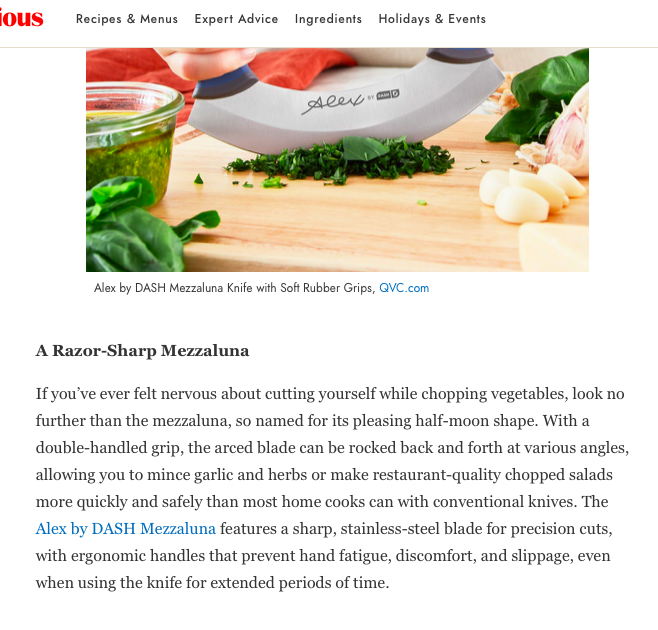 ious
Recipes & Menus Expert Advice Ingredients Holidays & Events
Alex BY DASH
Alex by DASH Mezzaluna Knife with Soft Rubber Grips, QVC.com
A Razor-Sharp Mezzaluna
If you’ve ever felt nervous about cutting yourself while chopping vegetables, look no
further than the mezzaluna, so named for its pleasing half-moon shape. With a
double-handled grip, the arced blade can be rocked back and forth at various angles,
allowing you to mince garlic and herbs or make restaurant-quality chopped salads
more quickly and safely than most home cooks can with conventional knives. The
Alex by DASH Mezzaluna features a sharp, stainless-steel blade for precision cuts,
with ergonomic handles that prevent hand fatigue, discomfort, and slippage, even
when using the knife for extended periods of time.